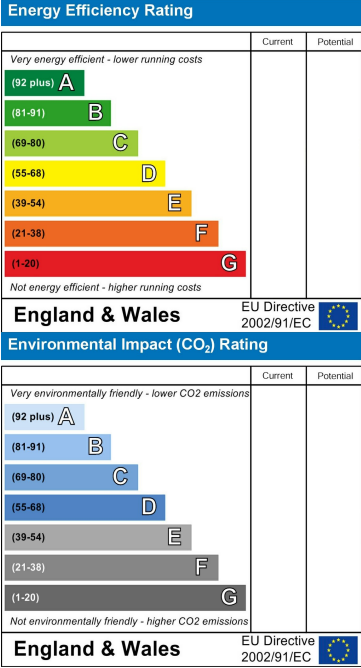 Energy Efficiency Rating
Current Potential
Very energy efficient - lower running costs
(92 plus) A
(81-91) B
(69-80) C
(55-68) D
(39-54) E
(21-38) F
(1-20) G
Not energy efficient - higher running costs
England & Wales
EU Directive
2002/91/EC
Environmental Impact (CO₂) Rating
Current Potential
Very environmentally friendly - lower CO2 emissions
(92 plus) A
(81-91) B
(69-80) C
(55-68) D
(39-54) E
(21-38) F
(1-20) G
Not environmentally friendly - higher CO2 emissions
England & Wales
EU Directive
2002/91/EC